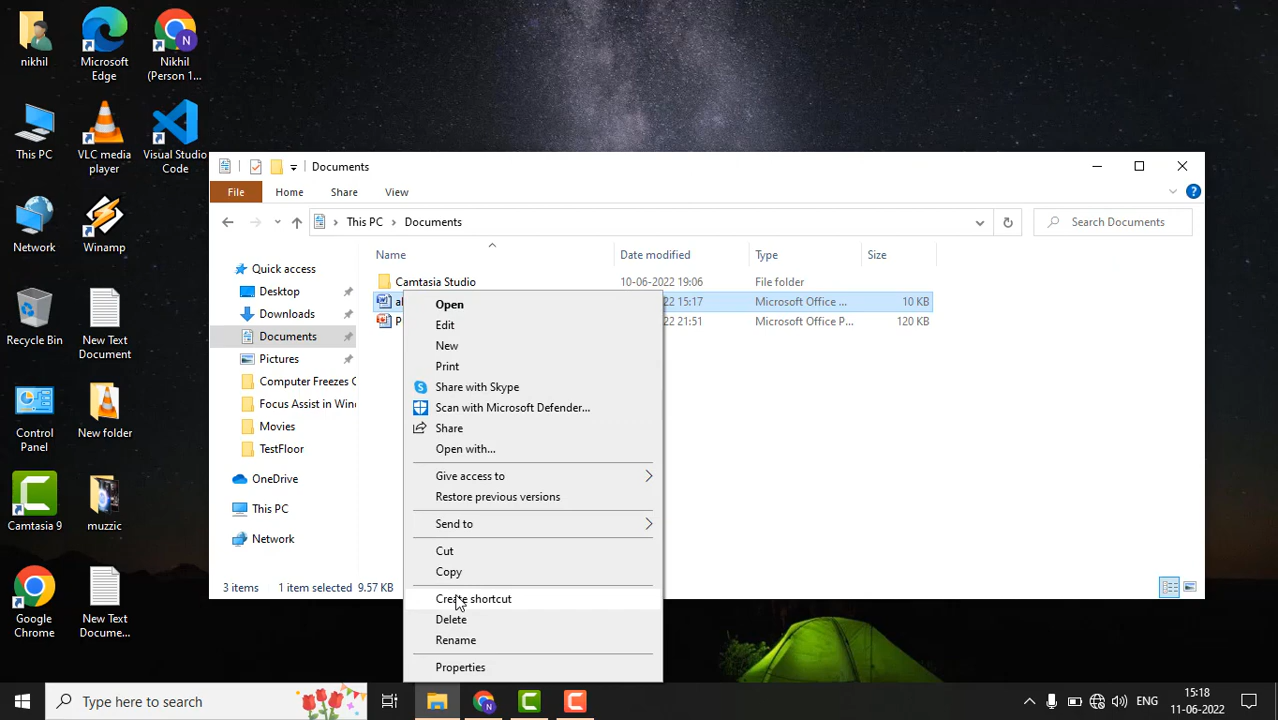 nikhil
Microsoft Edge
Nikhil (Person 1...
This PC
VLC media player
Visual Studio Code
Network
Winamp
Recycle Bin
New Text Document
Control Panel
New folder
Camtasia 9
muzzic
Google Chrome
New Text Docume...
Documents
File
Home
Share
View
This PC
Documents
Search Documents
Quick access
Desktop
Downloads
Documents
Pictures
Computer Freezes
Focus Assist in Win
Movies
TestFloor
OneDrive
This PC
Network
Name
Date modified
Type
Size
Camtasia Studio
10-06-2022 19:06
File folder
22 15:17
Microsoft Office ...
10 KB
P
22 21:51
Microsoft Office P...
120 KB
3 items
1 item selected
9.57 KB
Open
Edit
New
Print
Share with Skype
Scan with Microsoft Defender...
Share
Open with...
Give access to
Restore previous versions
Send to
Cut
Copy
Create shortcut
Delete
Rename
Properties
Type here to search
ENG
15:18
11-06-2022